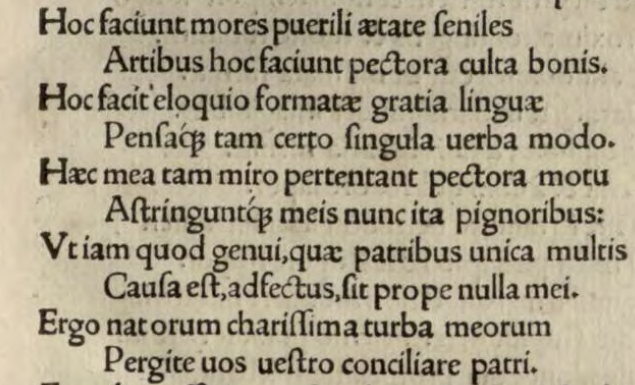 Hoc faciunt mores puerili ætate ſeniles
Artibus hoc faciunt pectora culta bonis.
Hoc facit eloquio formatæ gratia linguæ
Penſaq́ꝫ tam certo ſingula uerba modo.
Hæc mea tam miro pertentant pectora motu
Aſtringuntq́ꝫ meis nunc ita pignoribus:
Vt iam quod genui, quæ patribus unica multis
Cauſa eſt, adfectus, ſit prope nulla mei.
Ergo natorum chariſſima turba meorum
Pergite uos ueſtro conciliare patri.